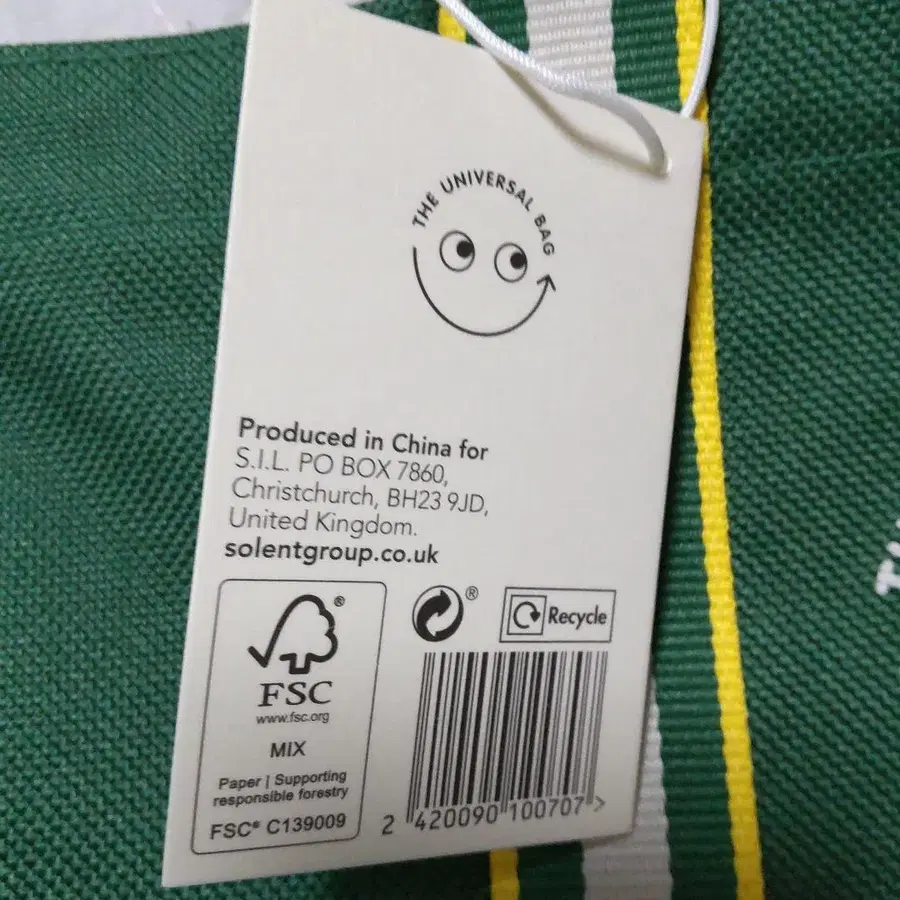 THE UNIVERSAL BAG
Produced in China for
S.I.L. PO BOX 7860,
Christchurch, BH23 9JD,
United Kingdom.
solentgroup.co.uk
®
FSC
www.fsc.org
MIX
Paper | Supporting
responsible forestry
FSC® C139009
®
Recycle
2 420090 100707 >